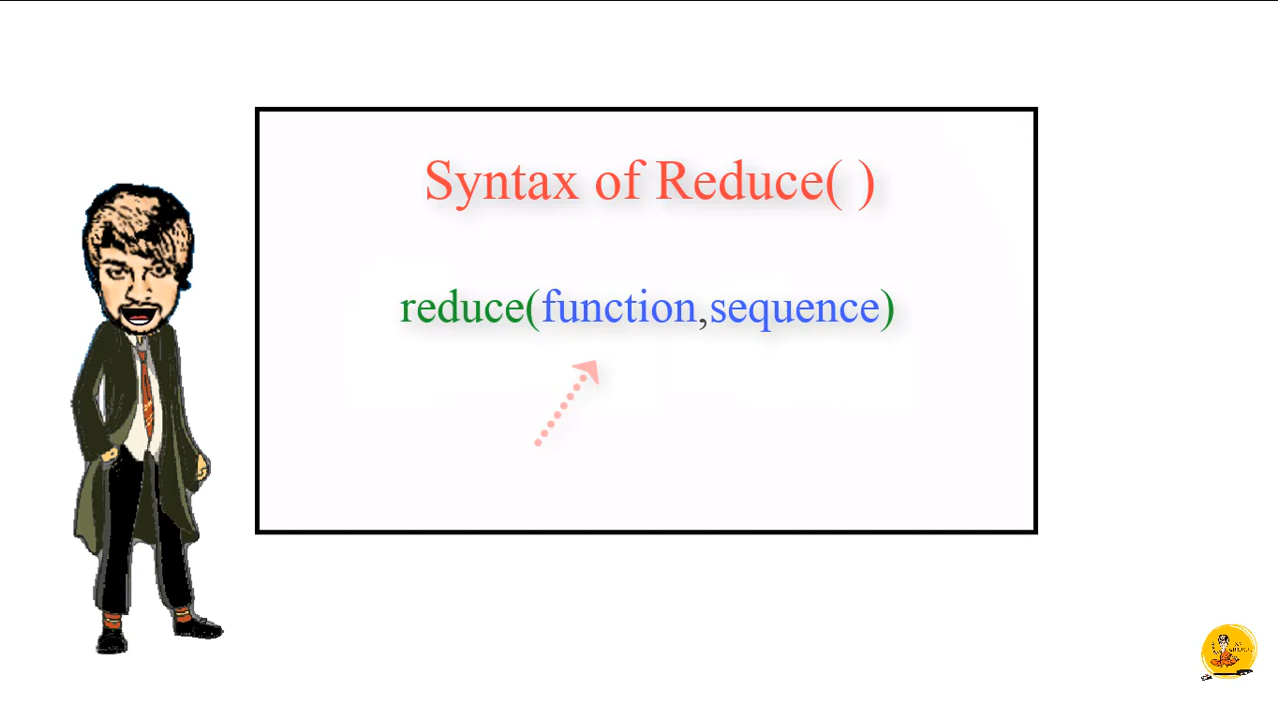 Syntax of Reduce( )
reduce(function,sequence)